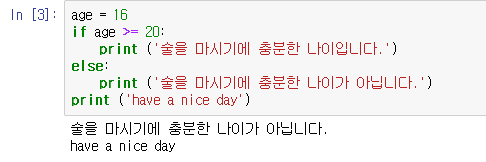 In [3]: age = 16
if age >= 20:
    print ('술을 마시기에 충분한 나이입니다.')
else:
    print ('술을 마시기에 충분한 나이가 아닙니다.')
print ('have a nice day')
술을 마시기에 충분한 나이가 아닙니다.
have a nice day